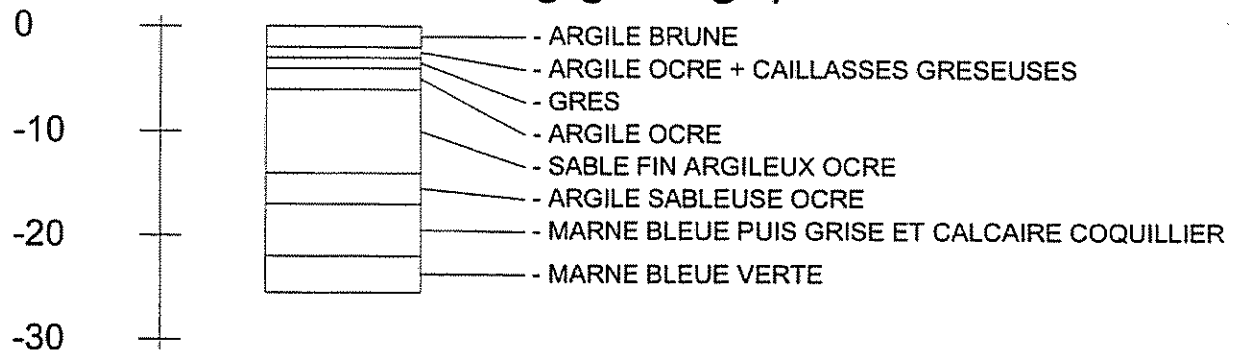 0
- ARGILE BRUNE
- ARGILE OCRE + CAILLASSES GRESEUSES
- GRES
-10
- ARGILE OCRE
- SABLE FIN ARGILEUX OCRE
- ARGILE SABLEUSE OCRE
-20
- MARNE BLEUE PUIS GRISE ET CALCAIRE COQUILLIER
- MARNE BLEUE VERTE
-30